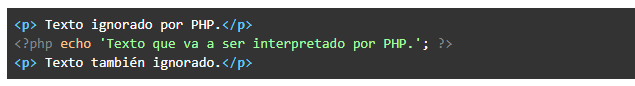 <p> Texto ignorado por PHP.</p>
<?php echo 'Texto que va a ser interpretado por PHP.'; ?>
<p> Texto también ignorado.</p>